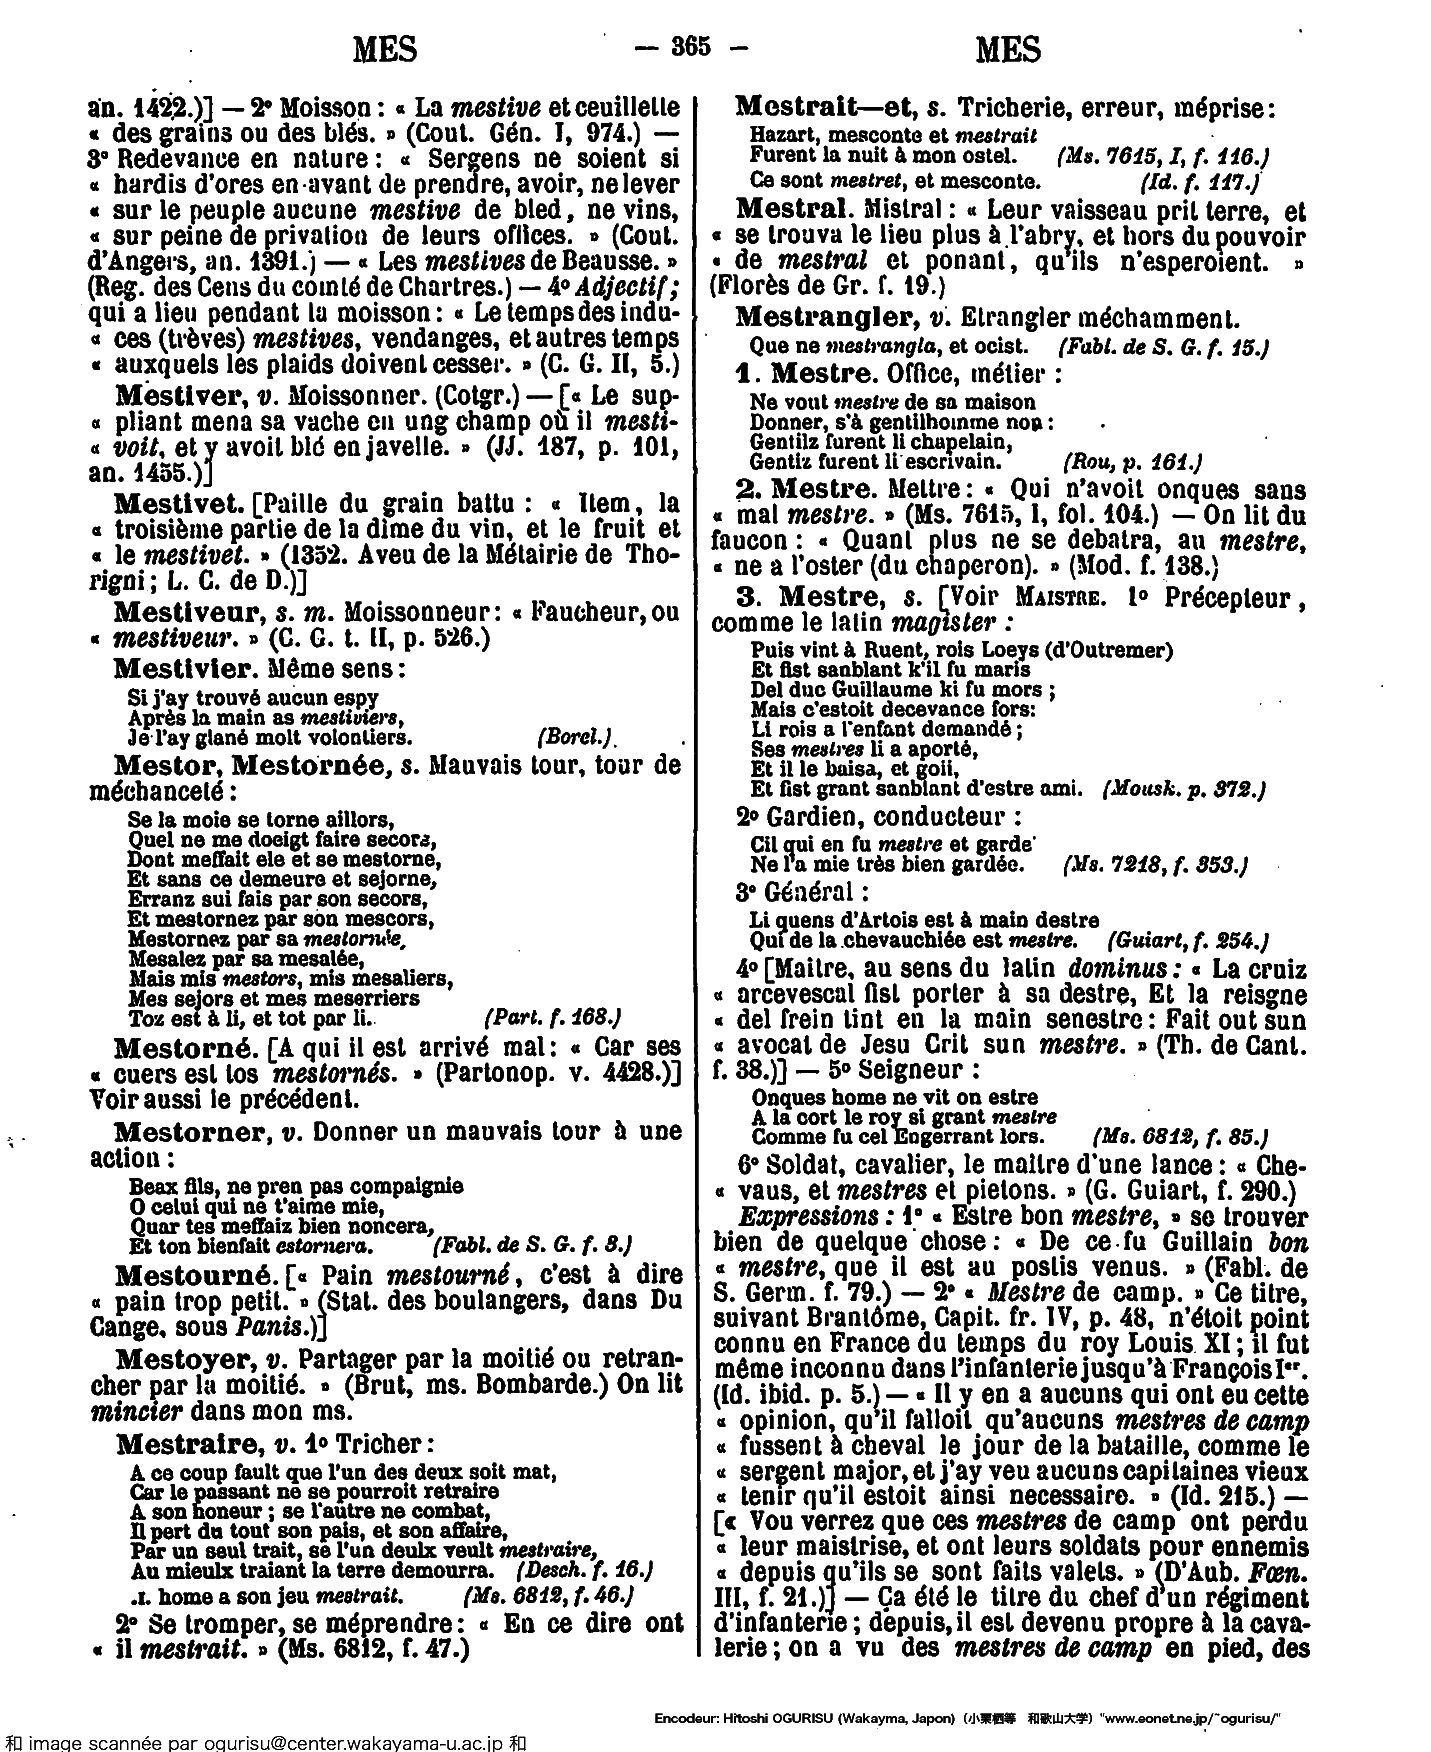 MES
— 365 —
MES
an. 1422.)] — 2° Moisson : « La mestive et ceuillette
« des grains ou des blés. » (Cout. Gén. I, 974.) —
3° Redevance en nature : « Sergens ne soient si
« hardis d'ores en avant de prendre, avoir, ne lever
« sur le peuple aucune mestive de bled, ne vins,
« sur peine de privation de leurs offices. » (Cout.
d'Angers, an. 1391.) — « Les mestives de Beausse. »
(Reg. des Cens du comté de Chartres.) — 4° Adjectif ;
qui a lieu pendant la moisson : « Le temps des indu-
« ces (trèves) mestives, vendanges, et autres temps
« auxquels les plaids doivent cesser. » (C. G. II, 5.)
Mestiver, v. Moissonner. (Cotgr.) — [« Le sup-
« pliant mena sa vache en ung champ où il mesti-
« voit, et y avoit blé en javelle. » (JJ. 187, p. 101,
an. 1455.)]
Mestivet. [Paille du grain battu : « Item, la
« troisième partie de la dime du vin, et le fruit et
« le mestivet. » (1352. Aveu de la Métairie de Tho-
rigni ; L. C. de D.)]
Mestiveur, s. m. Moissonneur : « Faucheur, ou
« mestiveur. » (C. G. t. II, p. 526.)
Mestivier. Même sens :
Si j'ay trouvé aucun espy
Après la main as mestiviers,
Je l'ay glané molt volontiers. (Borel.)
Mestor, Mestornée, s. Mauvais tour, tour de
méchanceté :
Se la moie se torne aillors,
Quel ne me doeigt faire secors,
Dont meffait ele et se mestorne,
Et sans ce demeure et sejorne,
Erranz sui fais par son secors,
Et mestornez par son mescors,
Mestornez par sa mestornée,
Mesalez par sa mesalée,
Mais mis mestors, mis mesaliers,
Mes sejors et mes meserriers
Toz est à li, et tot par li. (Part. f. 168.)
Mestorné. [A qui il est arrivé mal : « Car ses
« cuers est tos mestornés. » (Partonop. v. 4428.)]
Voir aussi le précédent.
Mestorner, v. Donner un mauvais tour à une
action :
Beax fils, ne pren pas compaignie
O celui qui ne t'aime mie,
Quar tes meffaiz bien noncera,
Et ton bienfait estornera. (Fabl. de S. G. f. 3.)
Mestourné. [« Pain mestourné, c'est à dire
« pain trop petit. » (Stat. des boulangers, dans Du
Cange, sous Panis.)]
Mestoyer, v. Partager par la moitié ou retran-
cher par la moitié. » (Brut, ms. Bombarde.) On lit
mincier dans mon ms.
Mestraire, v. 1° Tricher :
A ce coup fault que l'un des deux soit mat,
Car le passant ne se pourroit retraire
A son honeur ; se l'autre ne combat,
Il pert du tout son pais, et son affaire,
Par un seul trait, se l'un deulx veult mestraire,
Au mieulx traiant la terre demourra. (Desch. f. 16.)
.I. home a son jeu mestrait. (Ms. 6812, f. 46.)
2° Se tromper, se méprendre : « En ce dire ont
« il mestrait. » (Ms. 6812, f. 47.)
Mestrait—et, s. Tricherie, erreur, méprise :
Hazart, mesconte et mestrait
Furent la nuit à mon ostel. (Ms. 7615, I, f. 116.)
Ce sont mestret, et mesconte. (Id. f. 117.)
Mestral. Mistral : « Leur vaisseau prit terre, et
« se trouva le lieu plus à l'abry, et hors du pouvoir
« de mestral et ponant, qu'ils n'esperoient. »
(Florès de Gr. f. 19.)
Mestrangler, v. Etrangler méchamment.
Que ne mestrangla, et ocist. (Fabl. de S. G. f. 15.)
1. Mestre. Office, métier :
Ne vout mestre de sa maison
Donner, s'à gentilhomme non :
Gentilz furent li chapelain,
Gentiz furent li escrivain. (Rou, p. 161.)
2. Mestre. Mettre : « Qui n'avoit onques sans
« mal mestre. » (Ms. 7615, I, fol. 104.) — On lit du
faucon : « Quant plus ne se debatra, au mestre,
« ne a l'oster (du chaperon). » (Mod. f. 138.)
3. Mestre, s. [Voir MAISTRE. 1° Précepteur,
comme le latin magister :
Puis vint à Ruent, rois Loeys (d'Outremer)
Et fist sanblant k'il fu maris
Del duc Guillaume ki fu mors ;
Mais c'estoit decevance fors :
Li rois a l'enfant demandé ;
Ses mestres li a aporté,
Et il le baisa, et goii,
Et fist grant sanblant d'estre ami. (Mousk. p. 372.)
2° Gardien, conducteur :
Cil qui en fu mestre et garde
Ne l'a mie très bien gardée. (Ms. 7218, f. 353.)
3° Général :
Li quens d'Artois est à main destre
Qui de la chevauchiée est mestre. (Guiart, f. 254.)
4° [Maitre, au sens du latin dominus : « La cruiz
« arcevescal fist porter à sa destre, Et la reisgne
« del frein tint en la main senestre : Fait out sun
« avocat de Jesu Crit sun mestre. » (Th. de Cant.
f. 38.)] — 5° Seigneur :
Onques home ne vit on estre
A la cort le roy si grant mestre
Comme fu cel Engerrant lors. (Ms. 6812, f. 85.)
6° Soldat, cavalier, le maitre d'une lance : « Che-
« vaus, et mestres et pietons. » (G. Guiart, f. 290.)
Expressions : 1° « Estre bon mestre, » se trouver
bien de quelque chose : « De ce fu Guillain bon
« mestre, que il est au postis venus. » (Fabl. de
S. Germ. f. 79.) — 2° « Mestre de camp. » Ce titre,
suivant Brantôme, Capit. fr. IV, p. 48, n'étoit point
connu en France du temps du roy Louis XI ; il fut
même inconnu dans l'infanterie jusqu'à François Ier.
(Id. ibid. p. 5.) — « Il y en a aucuns qui ont eu cette
« opinion, qu'il falloit qu'aucuns mestres de camp
« fussent à cheval le jour de la bataille, comme le
« sergent major, et j'ay veu aucuns capitaines vieux
« tenir qu'il estoit ainsi necessaire. » (Id. 215.) —
[« Vou verrez que ces mestres de camp ont perdu
« leur maistrise, et ont leurs soldats pour ennemis
« depuis qu'ils se sont faits valets. » (D'Aub. Fœn.
III, f. 21.)] — Ça été le titre du chef d'un régiment
d'infanterie ; depuis, il est devenu propre à la cava-
lerie ; on a vu des mestres de camp en pied, des
Encodeur: Hitoshi OGURISU (Wakayma, Japon) (小栗栖等 和歌山大学) "www.eonet.ne.jp/~ogurisu/"
和 image scannée par ogurisu@center.wakayama-u.ac.jp 和